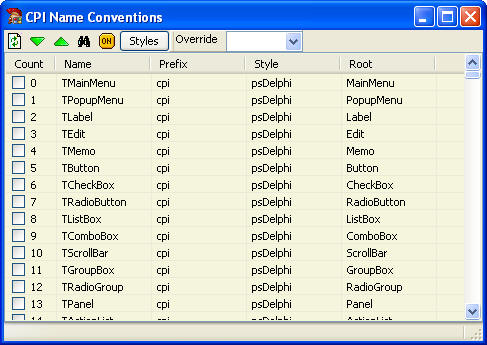 CPI Name Conventions
ON Styles Override
Count Name Prefix Style Root
0 TMainMenu cpi psDelphi MainMenu
1 TPopupMenu cpi psDelphi PopupMenu
2 TLabel cpi psDelphi Label
3 TEdit cpi psDelphi Edit
4 TMemo cpi psDelphi Memo
5 TButton cpi psDelphi Button
6 TCheckBox cpi psDelphi CheckBox
7 TRadioButton cpi psDelphi RadioButton
8 TListBox cpi psDelphi ListBox
9 TComboBox cpi psDelphi ComboBox
10 TScrollBar cpi psDelphi ScrollBar
11 TGroupBox cpi psDelphi GroupBox
12 TRadioGroup cpi psDelphi RadioGroup
13 TPanel cpi psDelphi Panel
14 TActionList cpi psDelphi ActionList